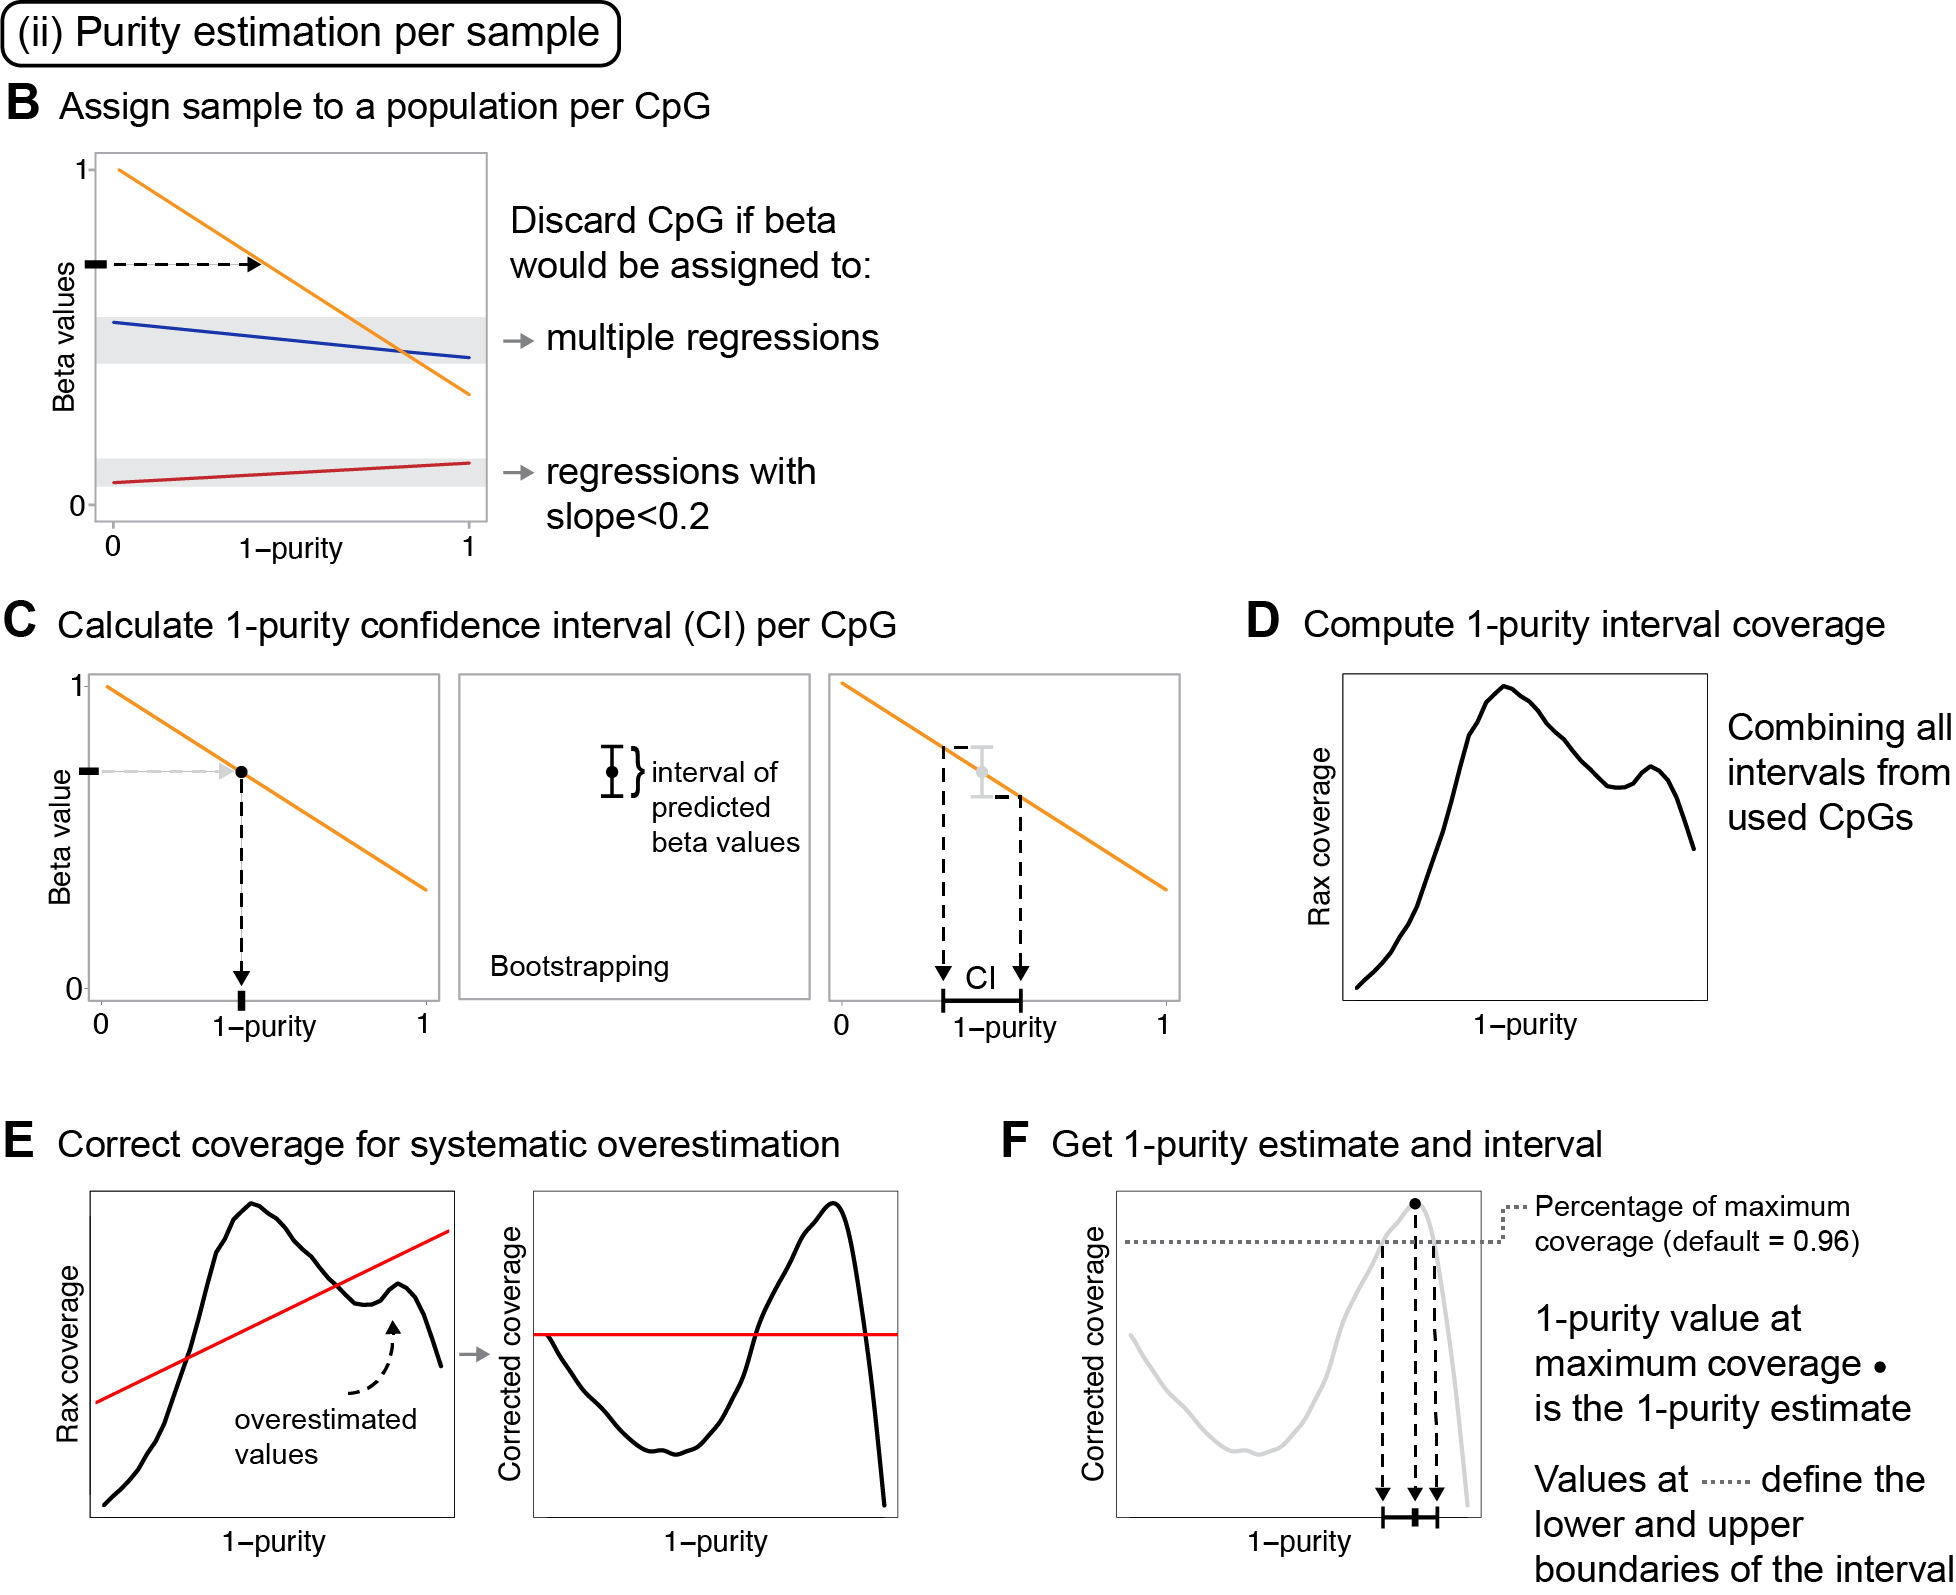 (ii) Purity estimation per sample
B Assign sample to a population per CpG
1
Beta values
0
0
1−purity
1
Discard CpG if beta
would be assigned to:
multiple regressions
regressions with
slope<0.2
C Calculate 1-purity confidence interval (CI) per CpG
1
Beta value
0
0
1−purity
1
interval of
predicted
beta values
Bootstrapping
CI
0
1−purity
1
D Compute 1-purity interval coverage
Rax coverage
1−purity
Combining all
intervals from
used CpGs
E Correct coverage for systematic overestimation
Rax coverage
overestimated
values
1−purity
Corrected coverage
1−purity
F Get 1-purity estimate and interval
Corrected coverage
1−purity
Percentage of maximum
coverage (default = 0.96)
1-purity value at
maximum coverage •
is the 1-purity estimate
Values at ······ define the
lower and upper
boundaries of the interval